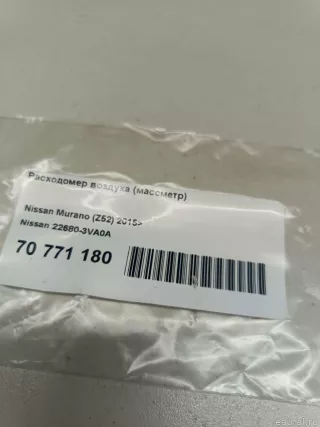 Расходомер воздуха (массметр)
Nissan Murano (Z52) 2015>
Nissan 22680-3VA0A
70 771 180